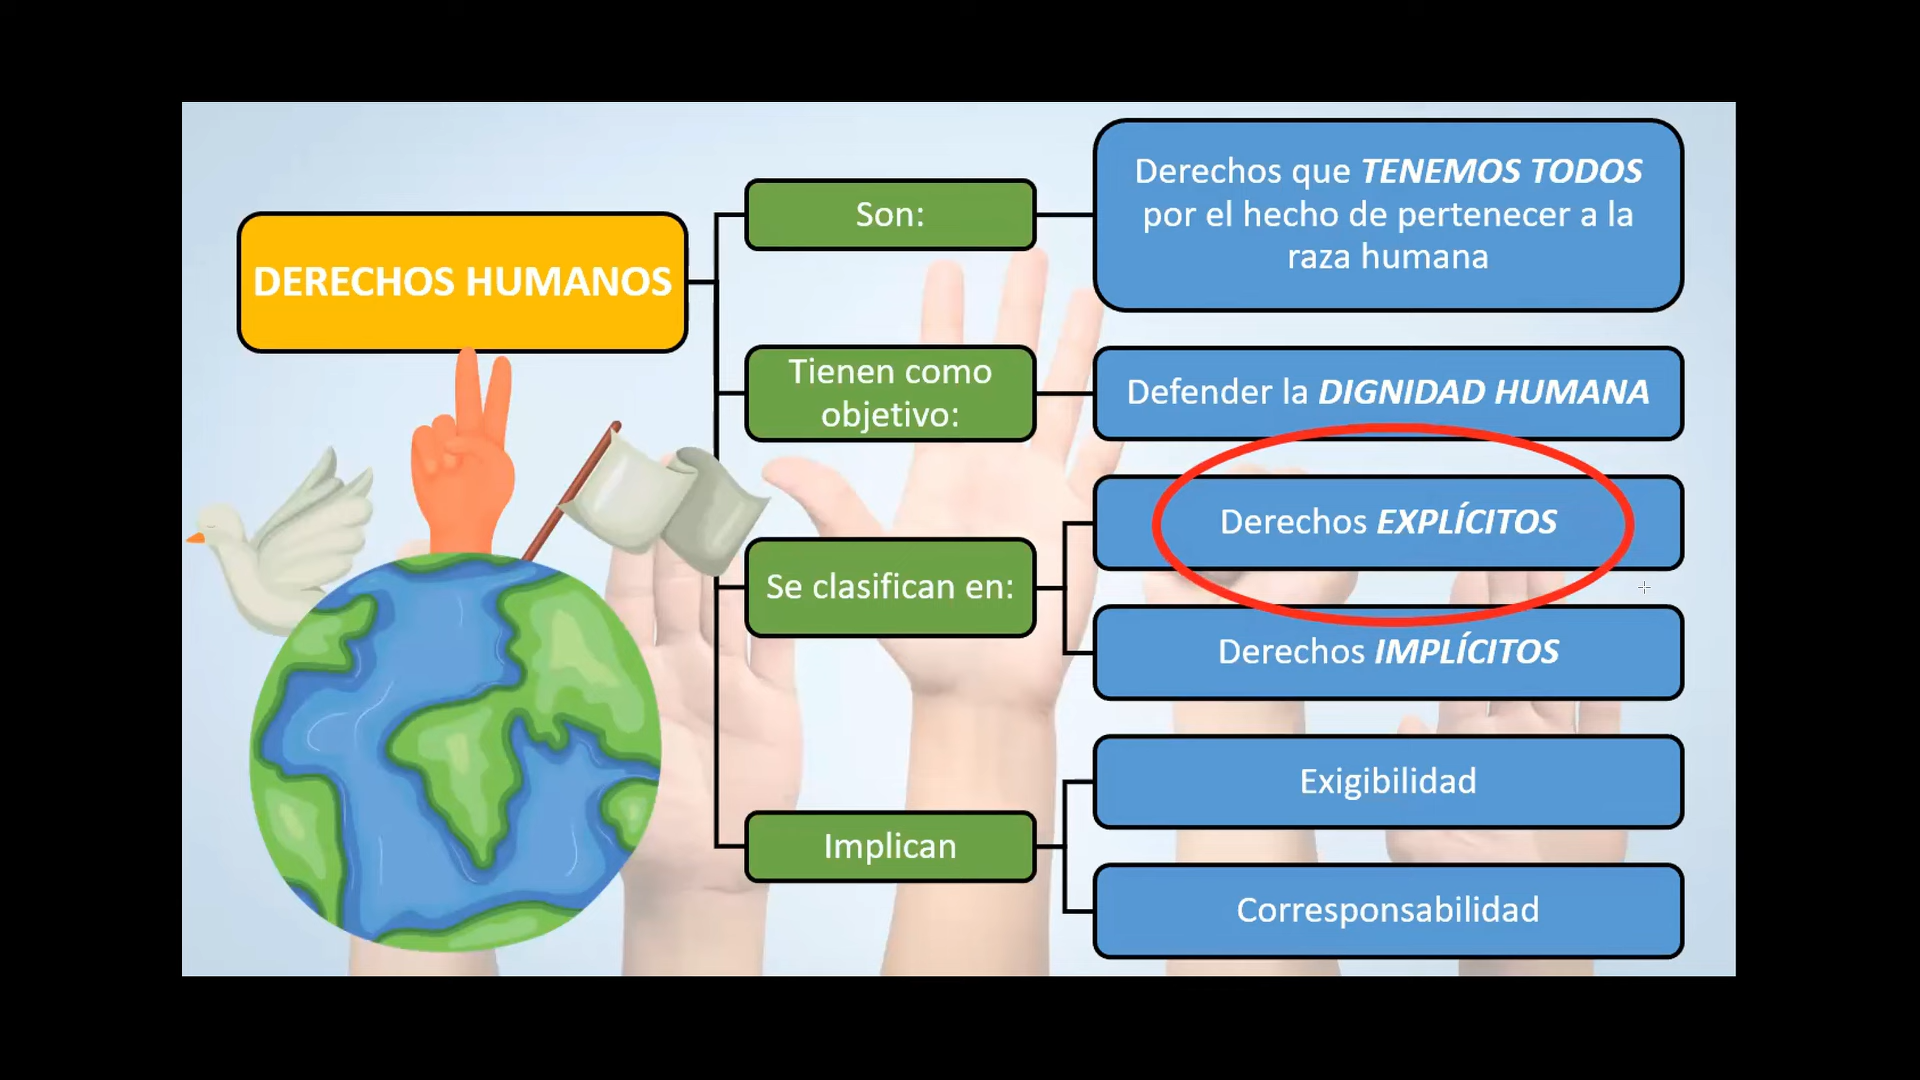 DERECHOS HUMANOS
Son:
Derechos que TENEMOS TODOS
por el hecho de pertenecer a la
raza humana
Tienen como
objetivo:
Defender la DIGNIDAD HUMANA
Se clasifican en:
Derechos EXPLÍCITOS
Derechos IMPLÍCITOS
Implican
Exigibilidad
Corresponsabilidad